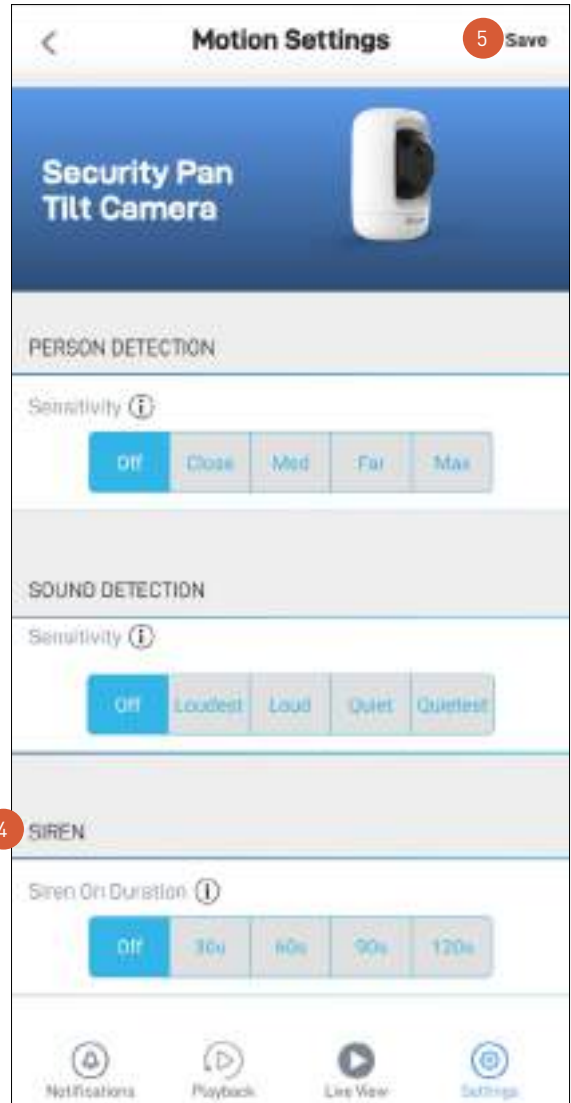 Motion Settings
5 Save
Security Pan
Tilt Camera
PERSON DETECTION
Sensitivity
Off Close Med Far Max
SOUND DETECTION
Sensitivity
Off Loudest Loud Quiet Quietest
4 SIREN
Siren On Duration
Off 30s 60s 90s 120s
Notifications Playback Live View Settings